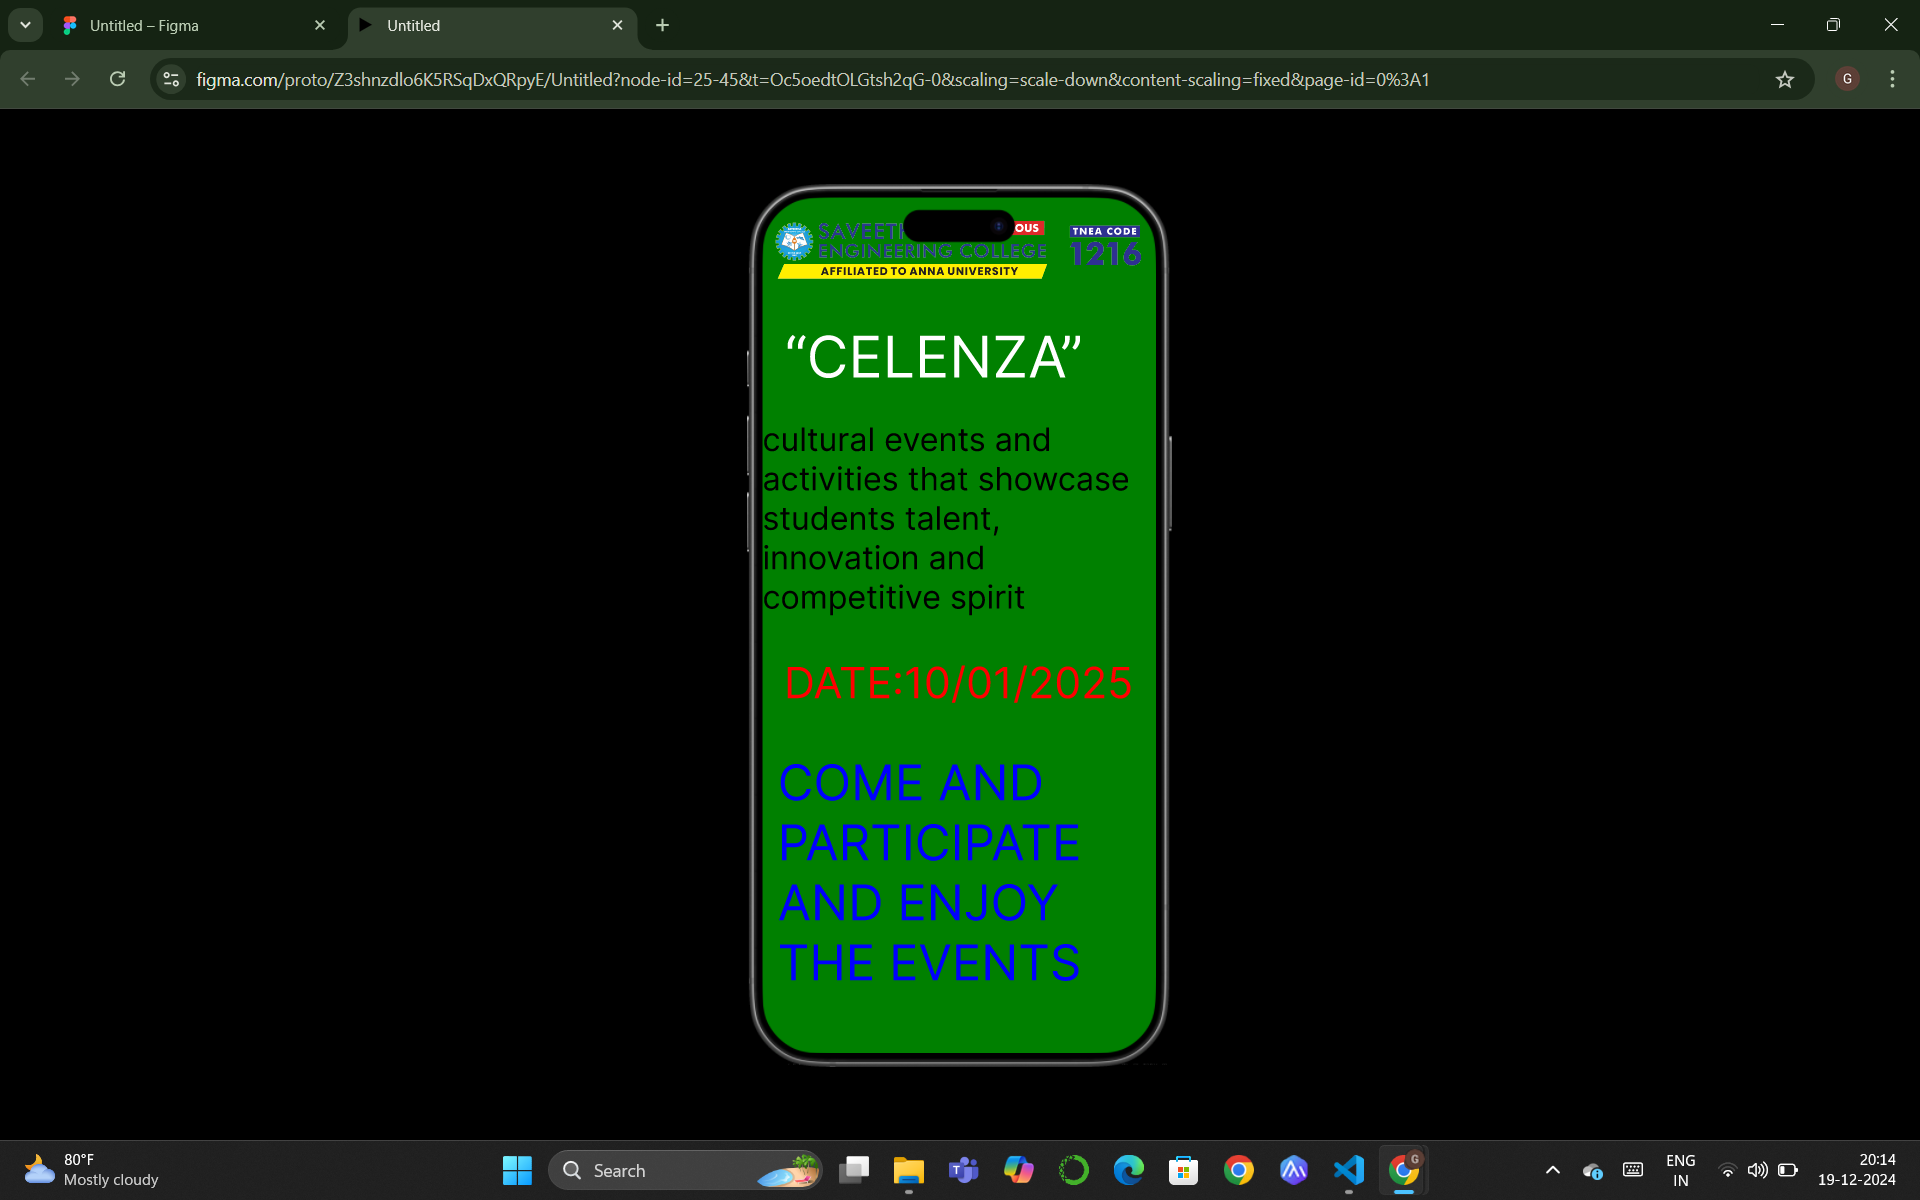 Untitled – Figma
Untitled
figma.com/proto/Z3shnzdlo6K5RSqDxQRpyE/Untitled?node-id=25-45&t=Oc5oedtOLGtsh2qG-0&scaling=scale-down&content-scaling=fixed&page-id=0%3A1
G
OUS
ENGINEERING COLLEGE
AFFILIATED TO ANNA UNIVERSITY
TNEA CODE
1216
“CELENZA”
cultural events and
activities that showcase
students talent,
innovation and
competitive spirit
DATE:10/01/2025
COME AND
PARTICIPATE
AND ENJOY
THE EVENTS
80°F
Mostly cloudy
Search
G
ENG
IN
20:14
19-12-2024